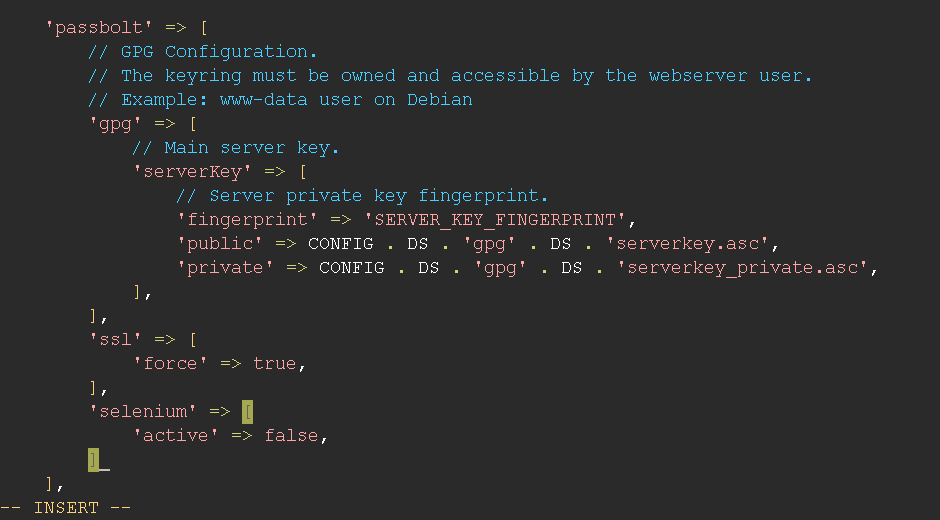 'passbolt' => [
// GPG Configuration.
// The keyring must be owned and accessible by the webserver user.
// Example: www-data user on Debian
'gpg' => [
// Main server key.
'serverKey' => [
// Server private key fingerprint.
'fingerprint' => 'SERVER_KEY_FINGERPRINT',
'public' => CONFIG . DS . 'gpg' . DS . 'serverkey.asc',
'private' => CONFIG . DS . 'gpg' . DS . 'serverkey_private.asc',
],
],
'ssl' => [
'force' => true,
],
'selenium' => [
'active' => false,
]
],
-- INSERT --